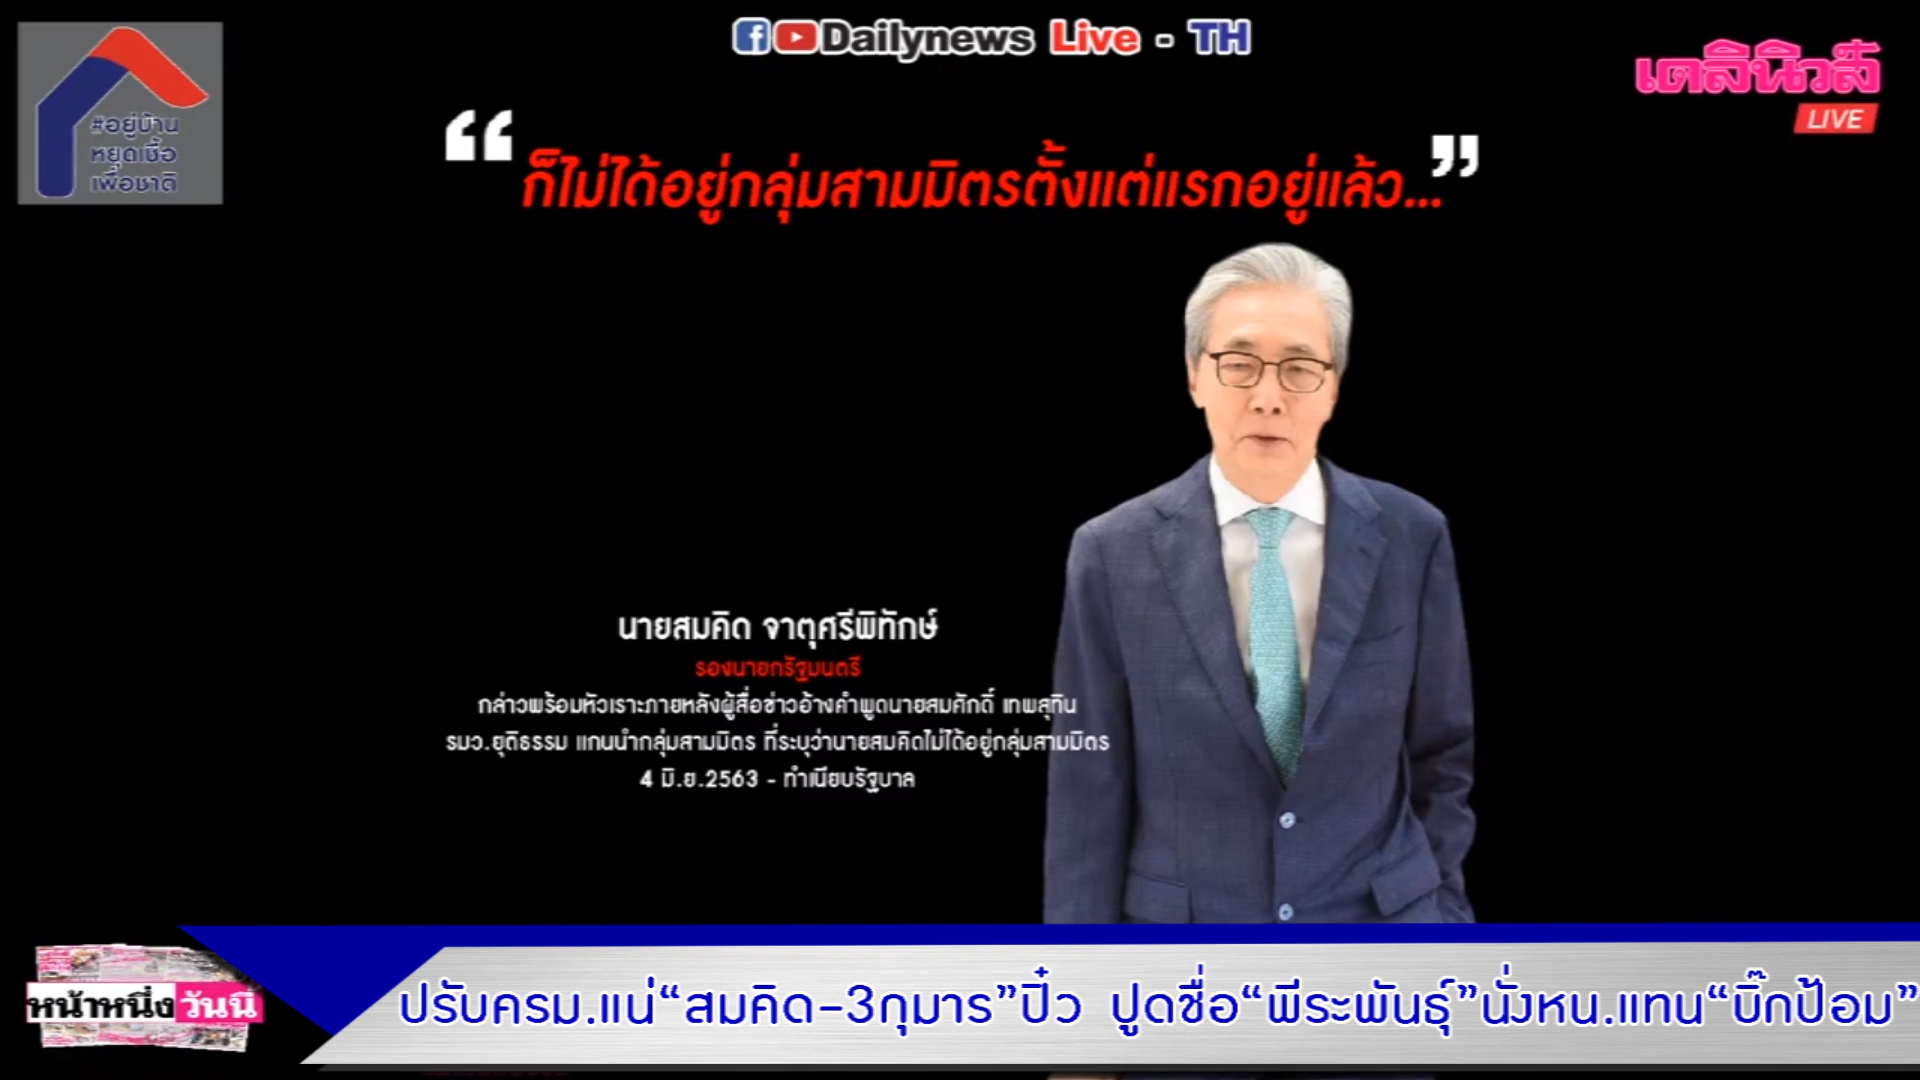 Dailynews Live - TH
#อยู่บ้าน
หยุดเชื้อ
เพื่อชาติ
เดลินิวส์
LIVE
“ก็ไม่ได้อยู่กลุ่มสามมิตรตั้งแต่แรกอยู่แล้ว...”
นายสมคิด จาตุศรีพิทักษ์
รองนายกรัฐมนตรี
กล่าวพร้อมหัวเราะภายหลังผู้สื่อข่าวอ้างคำพูดนายสมศักดิ์ เทพสุทิน
รมว.ยุติธรรม แกนนำกลุ่มสามมิตร ที่ระบุว่านายสมคิดไม่ได้อยู่กลุ่มสามมิตร
4 มิ.ย.2563 - ทำเนียบรัฐบาล
หน้าหนึ่งวันนี้
ปรับครม.แน่“สมคิด-3กุมาร”ปิ๋ว ปูดชื่อ“พีระพันธุ์”นั่งหน.แทน“บิ๊กป้อม”